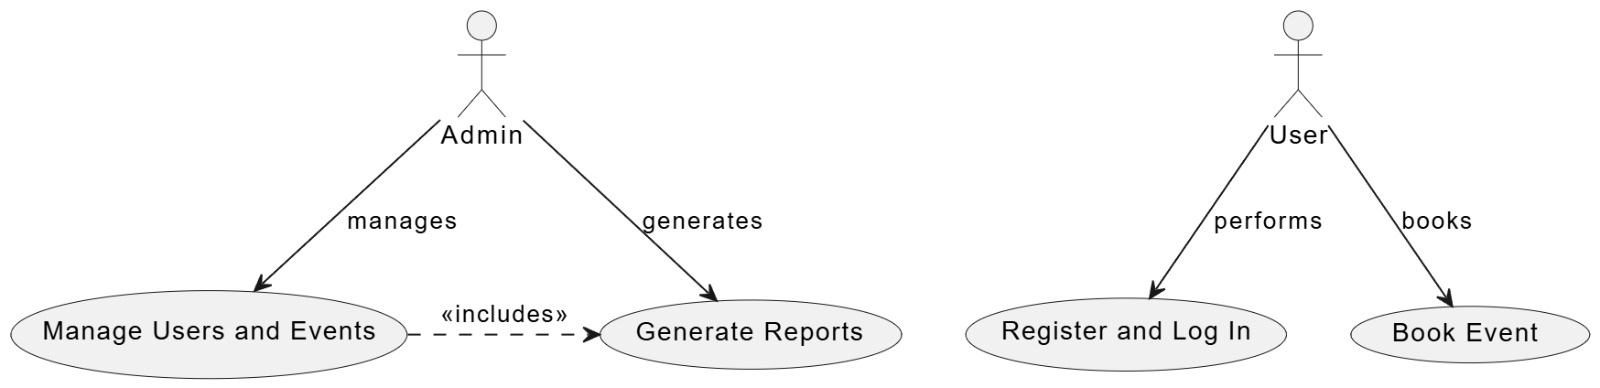 Admin
User
manages
generates
performs
books
«includes»
Manage Users and Events
Generate Reports
Register and Log In
Book Event